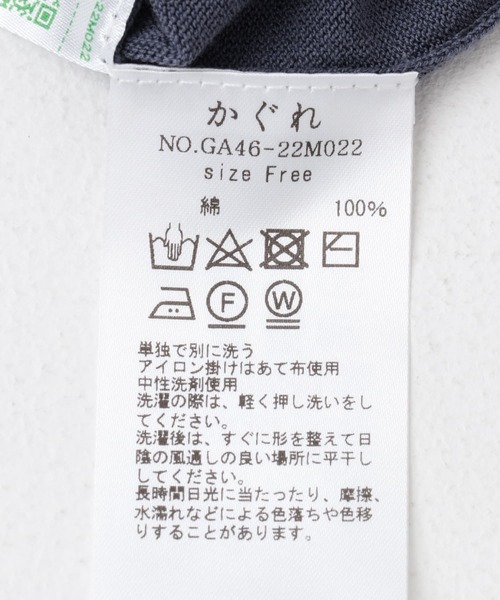 22M022
かぐれ
NO.GA46-22M022
size Free
綿 100%
F W
単独で別に洗う
アイロン掛けはあて布使用
中性洗剤使用
洗濯の際は、軽く押し洗いをし
てください。
洗濯後は、すぐに形を整えて日
陰の風通しの良い場所に平干し
してください。
長時間日光に当たったり、摩擦、
水濡れなどによる色落ちや色移
りすることがあります。